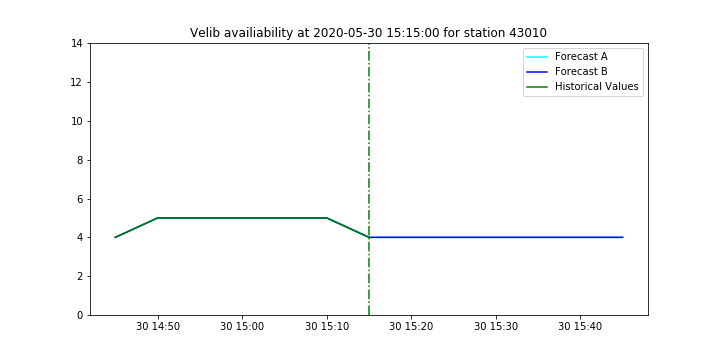 Velib availiability at 2020-05-30 15:15:00 for station 43010
14
12
10
8
6
4
2
0
Forecast A
Forecast B
Historical Values
30 14:50 30 15:00 30 15:10 30 15:20 30 15:30 30 15:40